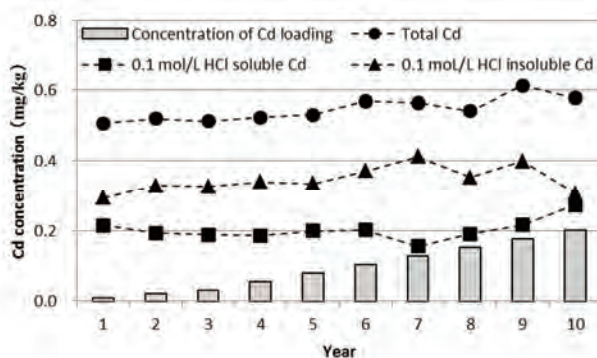 0.8
Concentration of Cd loading
Total Cd
0.1 mol/L HCl soluble Cd
0.1 mol/L HCl insoluble Cd
0.6
0.4
0.2
0.0
Cd concentration (mg/kg)
1 2 3 4 5 6 7 8 9 10
Year